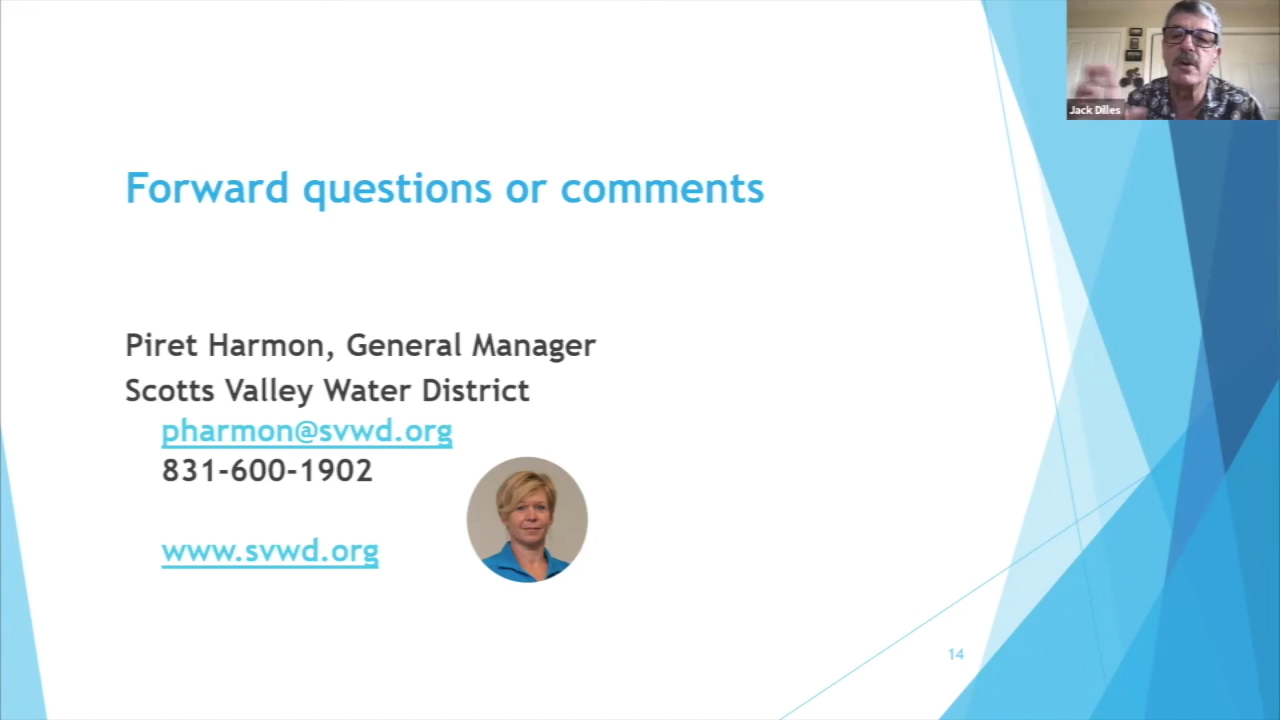 Jack Dilles
Forward questions or comments
Piret Harmon, General Manager
Scotts Valley Water District
pharmon@svwd.org
831-600-1902
www.svwd.org
14